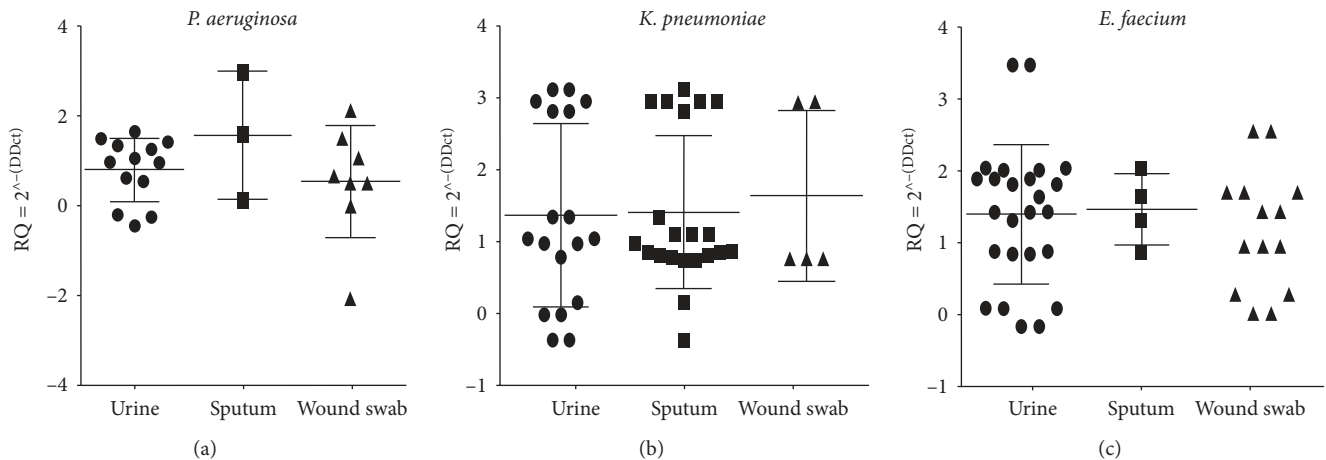 P. aeruginosa
RQ = 2^–(DDct)
4
2
0
–2
–4
Urine Sputum Wound swab
(a)
K. pneumoniae
RQ = 2^–(DDct)
4
3
2
1
0
–1
Urine Sputum Wound swab
(b)
E. faecium
RQ = 2^–(DDct)
4
3
2
1
0
–1
Urine Sputum Wound swab
(c)